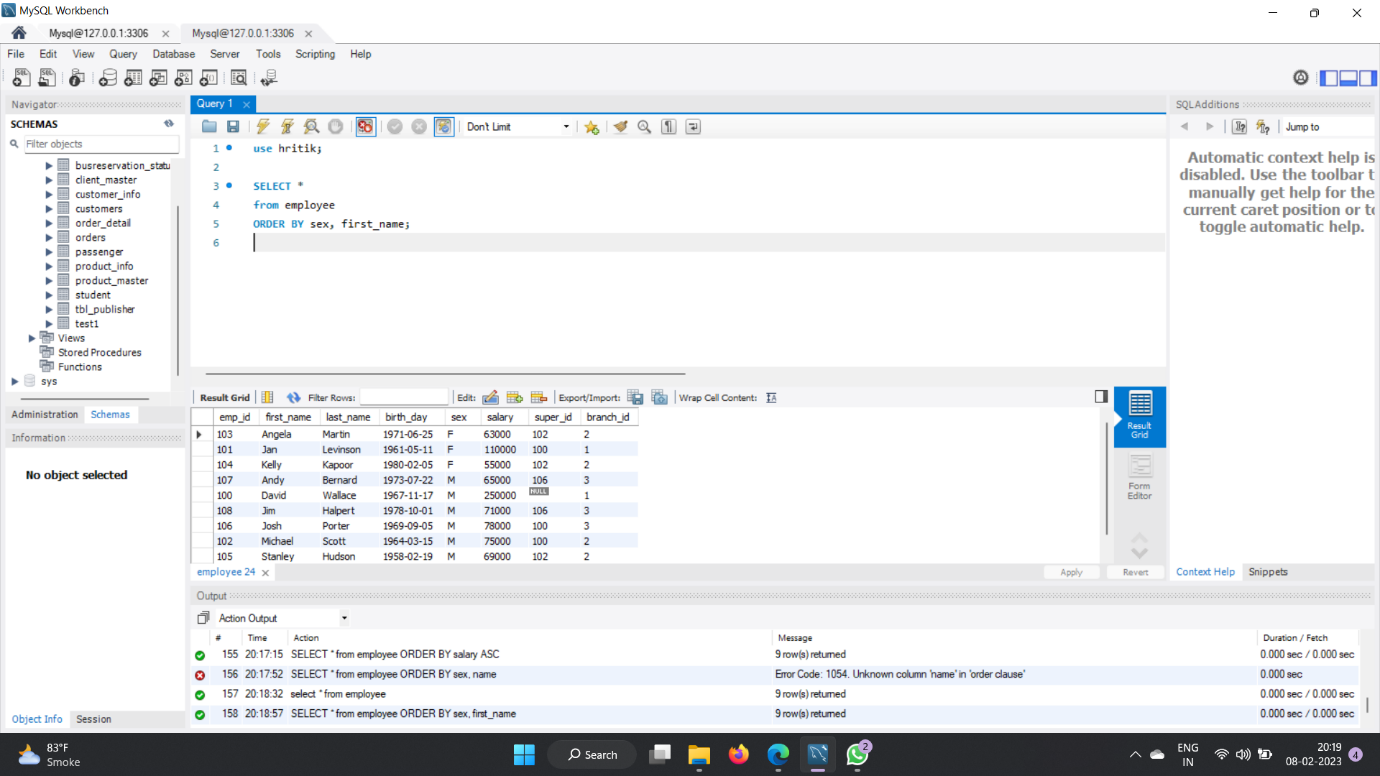 MySQL Workbench
Mysql@127.0.0.1:3306 Mysql@127.0.0.1:3306
File Edit View Query Database Server Tools Scripting Help
Navigator
SCHEMAS
Filter objects
busreservation_statu
client_master
customer_info
customers
order_detail
orders
passenger
product_info
product_master
student
tbl_publisher
test1
Views
Stored Procedures
Functions
sys
Administration Schemas
Information
No object selected
Object Info Session
Query 1
Don't Limit
1 use hritik;
2
3 SELECT *
4 from employee
5 ORDER BY sex, first_name;
6
Result Grid Filter Rows: Edit: Export/Import: Wrap Cell Content:
emp_id first_name last_name birth_day sex salary super_id branch_id
103 Angela Martin 1971-06-25 F 63000 102 2
101 Jan Levinson 1961-05-11 F 110000 100 1
104 Kelly Kapoor 1980-02-05 F 55000 102 2
107 Andy Bernard 1973-07-22 M 65000 106 3
100 David Wallace 1967-11-17 M 250000 NULL 1
108 Jim Halpert 1978-10-01 M 71000 106 3
106 Josh Porter 1969-09-05 M 78000 100 3
102 Michael Scott 1964-03-15 M 75000 100 2
105 Stanley Hudson 1958-02-19 M 69000 102 2
Result
Grid
Form
Editor
employee 24 Apply Revert
SQLAdditions
Jump to
Automatic context help is
disabled. Use the toolbar t
manually get help for the
current caret position or to
toggle automatic help.
Context Help Snippets
Output
Action Output
# Time Action Message Duration / Fetch
155 20:17:15 SELECT * from employee ORDER BY salary ASC 9 row(s) returned 0.000 sec / 0.000 sec
156 20:17:52 SELECT * from employee ORDER BY sex, name Error Code: 1054. Unknown column 'name' in 'order clause' 0.000 sec
157 20:18:32 select * from employee 9 row(s) returned 0.000 sec / 0.000 sec
158 20:18:57 SELECT * from employee ORDER BY sex, first_name 9 row(s) returned 0.000 sec / 0.000 sec
83°F
Smoke
Search
2
ENG
IN
20:19
08-02-2023
4